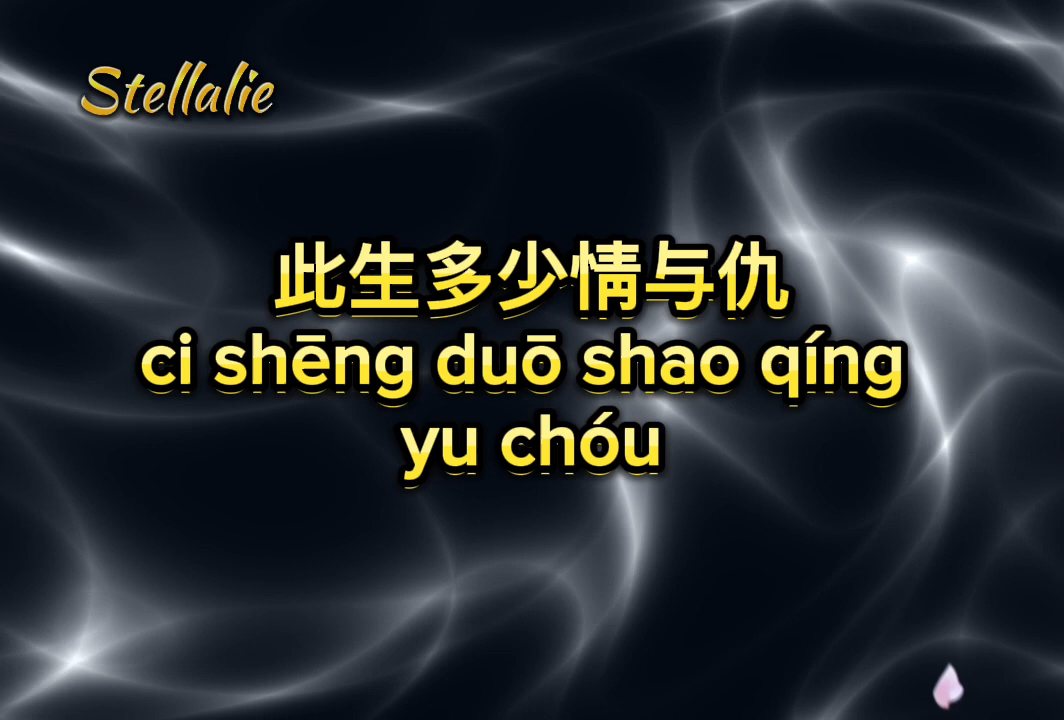 Stellalie
此生多少情与仇
ci shēng duō shao qíng
yu chóu